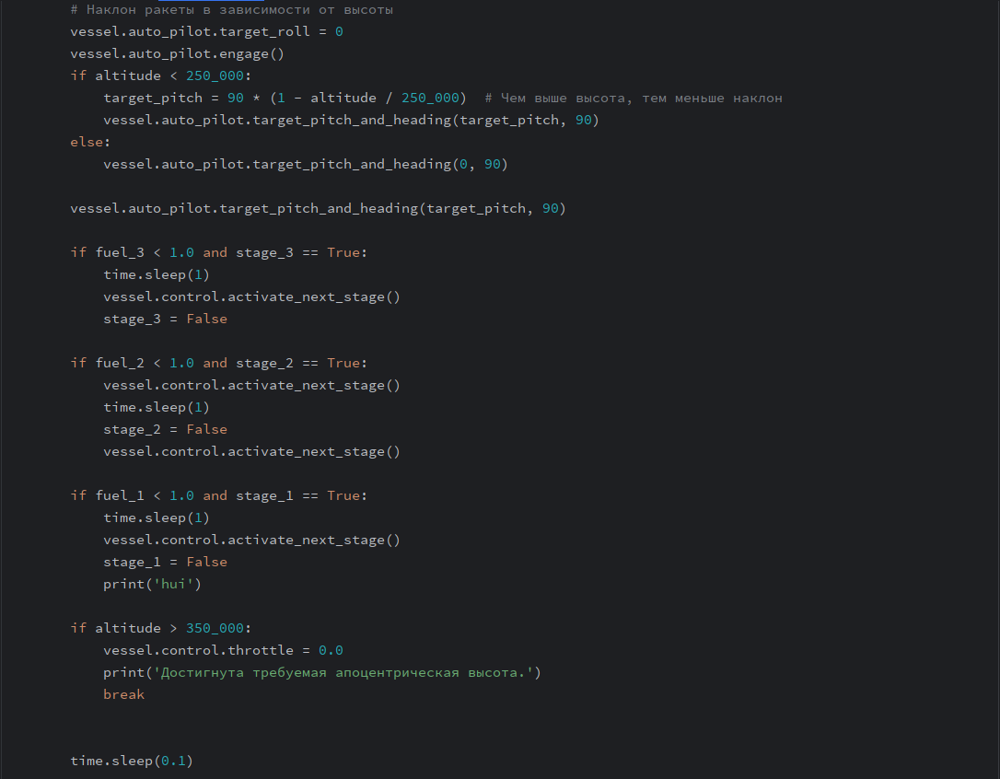 # Наклон ракеты в зависимости от высоты
vessel.auto_pilot.target_roll = 0
vessel.auto_pilot.engage()
if altitude < 250_000:
    target_pitch = 90 * (1 - altitude / 250_000)  # Чем выше высота, тем меньше наклон
    vessel.auto_pilot.target_pitch_and_heading(target_pitch, 90)
else:
    vessel.auto_pilot.target_pitch_and_heading(0, 90)

vessel.auto_pilot.target_pitch_and_heading(target_pitch, 90)

if fuel_3 < 1.0 and stage_3 == True:
    time.sleep(1)
    vessel.control.activate_next_stage()
    stage_3 = False

if fuel_2 < 1.0 and stage_2 == True:
    vessel.control.activate_next_stage()
    time.sleep(1)
    stage_2 = False
    vessel.control.activate_next_stage()

if fuel_1 < 1.0 and stage_1 == True:
    time.sleep(1)
    vessel.control.activate_next_stage()
    stage_1 = False
    print('hui')

if altitude > 350_000:
    vessel.control.throttle = 0.0
    print('Достигнута требуемая апоцентрическая высота.')
    break

time.sleep(0.1)